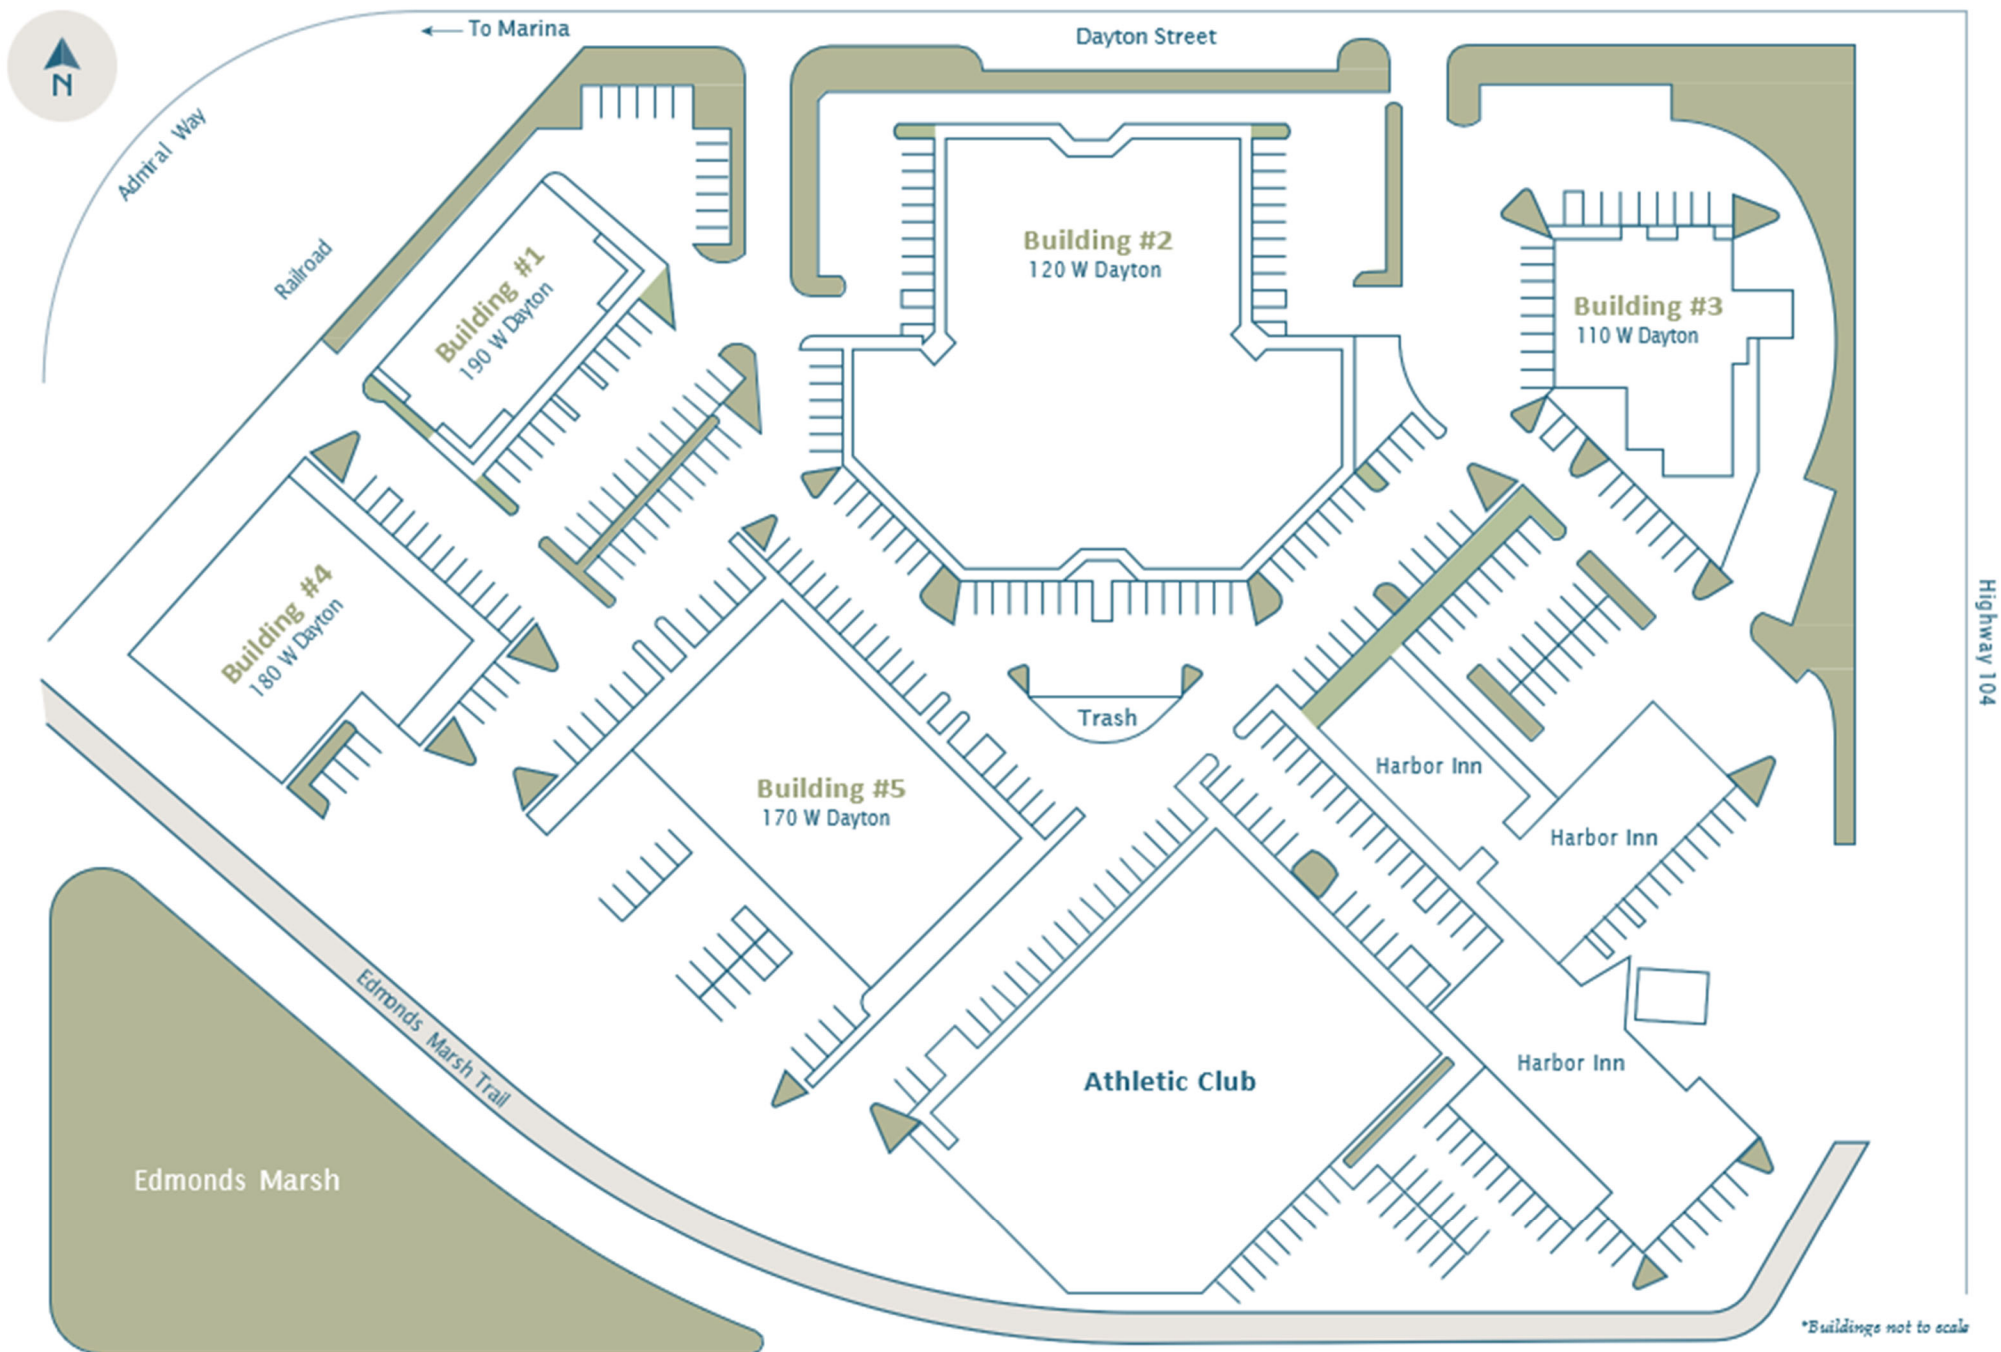 To Marina
Dayton Street
N
Admiral Way
Railroad
Building #1
190 W Dayton
Building #2
120 W Dayton
Building #3
110 W Dayton
Building #4
180 W Dayton
Highway 104
Trash
Harbor Inn
Building #5
170 W Dayton
Harbor Inn
Edmonds Marsh Trail
Harbor Inn
Athletic Club
Edmonds Marsh
*Buildings not to scale